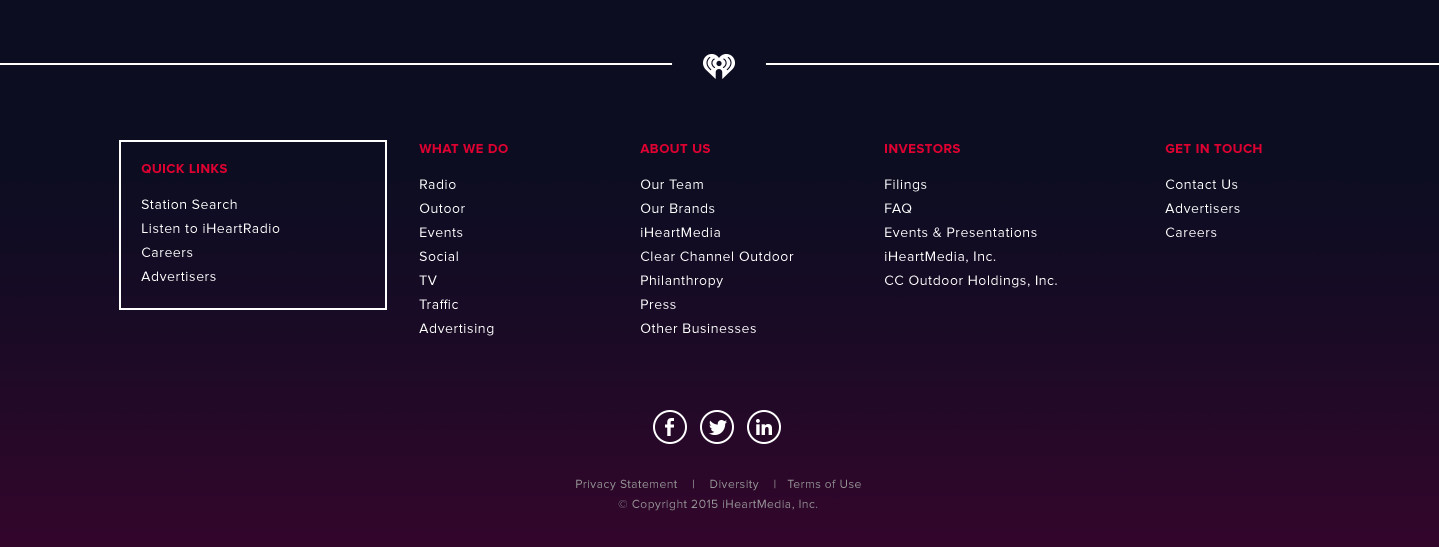 QUICK LINKS
Station Search
Listen to iHeartRadio
Careers
Advertisers
WHAT WE DO
Radio
Outoor
Events
Social
TV
Traffic
Advertising
ABOUT US
Our Team
Our Brands
iHeartMedia
Clear Channel Outdoor
Philanthropy
Press
Other Businesses
INVESTORS
Filings
FAQ
Events & Presentations
iHeartMedia, Inc.
CC Outdoor Holdings, Inc.
GET IN TOUCH
Contact Us
Advertisers
Careers
Privacy Statement | Diversity | Terms of Use
© Copyright 2015 iHeartMedia, Inc.